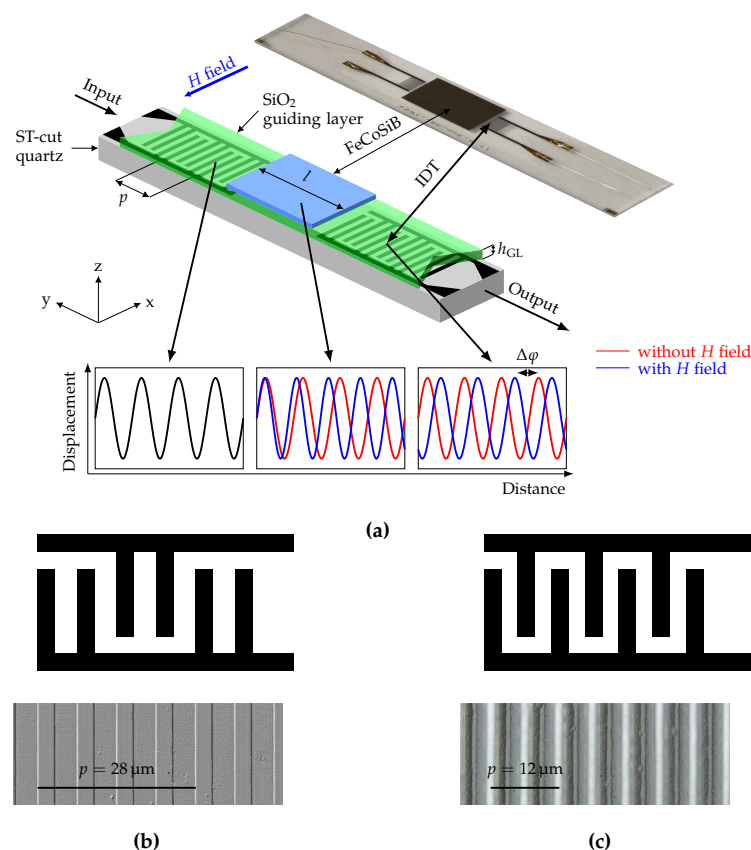 H field
Input
SiO2
guiding layer
ST-cut
quartz
FeCoSiB
IDT
l
p
hGL
z
y
x
Output
without H field
with H field
Δφ
Displacement
Distance
(a)
p = 28 µm
p = 12 µm
(b)
(c)